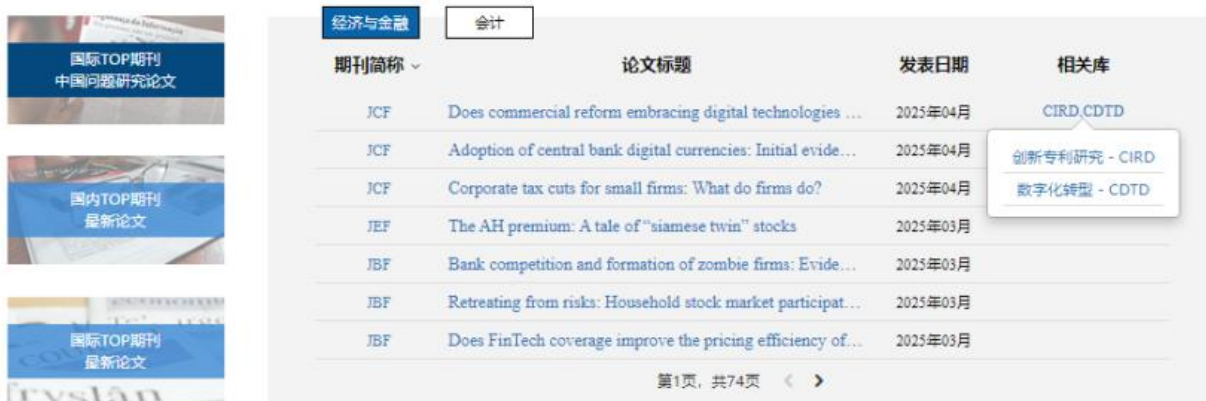 国际TOP期刊
中国问题研究论文
国内TOP期刊
最新论文
国际TOP期刊
最新论文
经济与金融 会计
期刊简称 论文标题 发表日期 相关库
JCF Does commercial reform embracing digital technologies ... 2025年04月 CIRD,CDTD
JCF Adoption of central bank digital currencies: Initial evide... 2025年04月
创新专利研究 - CIRD
JCF Corporate tax cuts for small firms: What do firms do? 2025年04月
数字化转型 - CDTD
JEF The AH premium: A tale of “siamese twin” stocks 2025年03月
JBF Bank competition and formation of zombie firms: Evide... 2025年03月
JBF Retreating from risks: Household stock market participat... 2025年03月
JBF Does FinTech coverage improve the pricing efficiency of... 2025年03月
第1页, 共74页